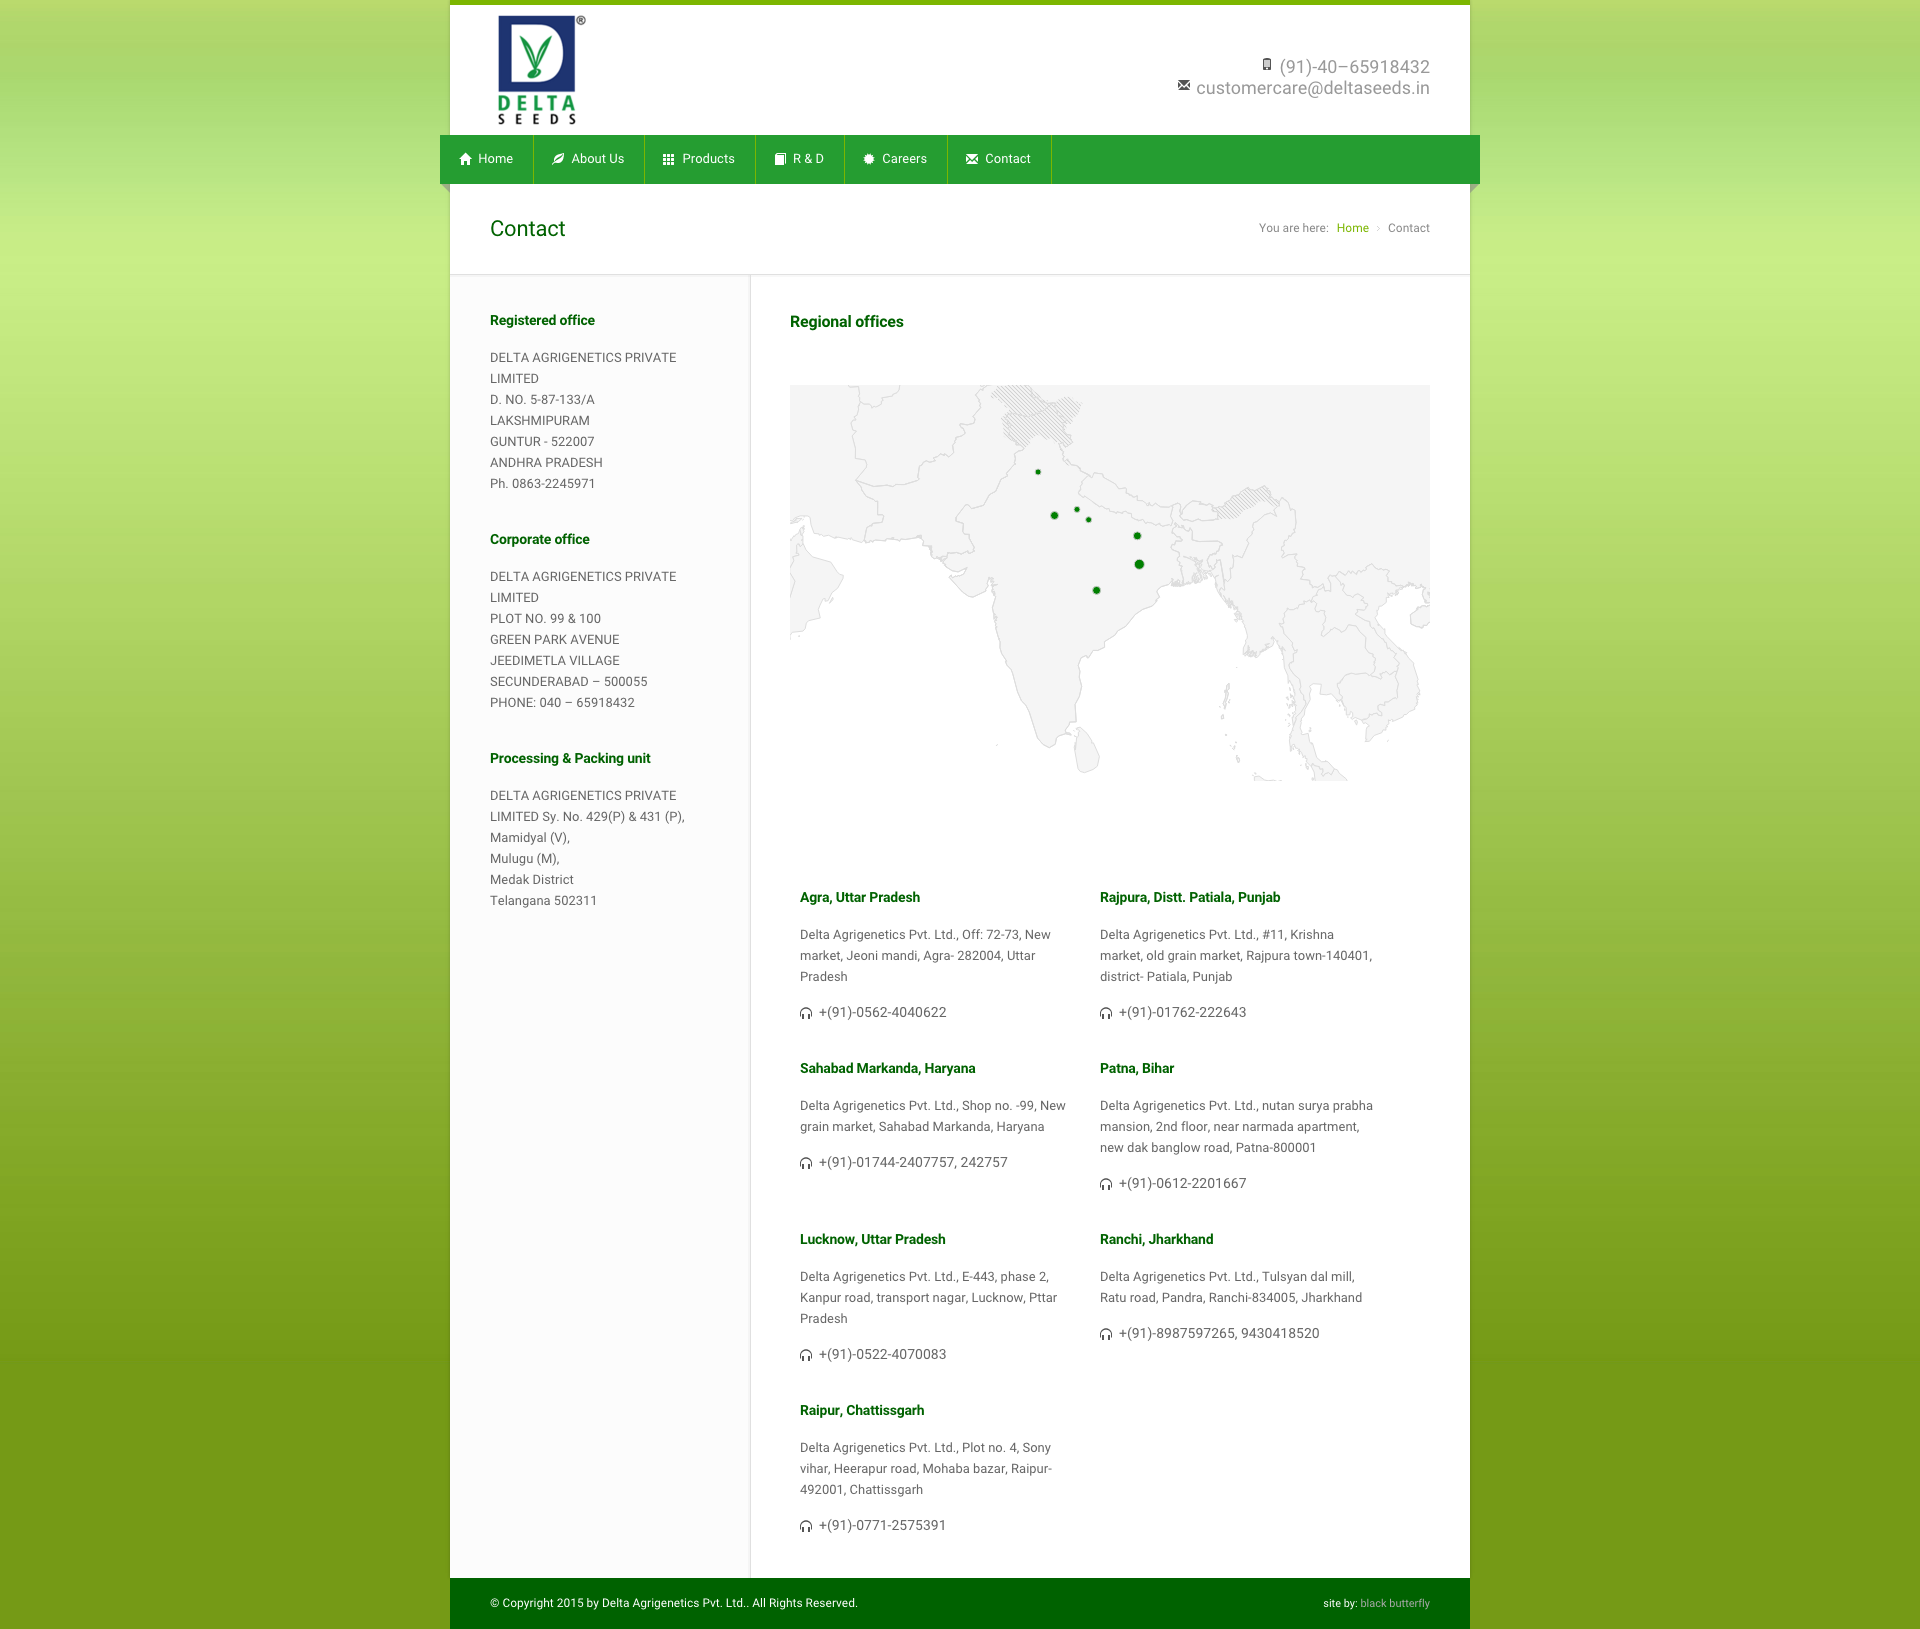 DELTA
SEEDS
®
(91)-40–65918432
customercare@deltaseeds.in
Home
About Us
Products
R & D
Careers
Contact
Contact
You are here: Home › Contact
Registered office
DELTA AGRIGENETICS PRIVATE
LIMITED
D. NO. 5-87-133/A
LAKSHMIPURAM
GUNTUR - 522007
ANDHRA PRADESH
Ph. 0863-2245971
Corporate office
DELTA AGRIGENETICS PRIVATE
LIMITED
PLOT NO. 99 & 100
GREEN PARK AVENUE
JEEDIMETLA VILLAGE
SECUNDERABAD – 500055
PHONE: 040 – 65918432
Processing & Packing unit
DELTA AGRIGENETICS PRIVATE
LIMITED Sy. No. 429(P) & 431 (P),
Mamidyal (V),
Mulugu (M),
Medak District
Telangana 502311
Regional offices
Agra, Uttar Pradesh
Delta Agrigenetics Pvt. Ltd., Off: 72-73, New
market, Jeoni mandi, Agra- 282004, Uttar
Pradesh
+(91)-0562-4040622
Rajpura, Distt. Patiala, Punjab
Delta Agrigenetics Pvt. Ltd., #11, Krishna
market, old grain market, Rajpura town-140401,
district- Patiala, Punjab
+(91)-01762-222643
Sahabad Markanda, Haryana
Delta Agrigenetics Pvt. Ltd., Shop no. -99, New
grain market, Sahabad Markanda, Haryana
+(91)-01744-2407757, 242757
Patna, Bihar
Delta Agrigenetics Pvt. Ltd., nutan surya prabha
mansion, 2nd floor, near narmada apartment,
new dak banglow road, Patna-800001
+(91)-0612-2201667
Lucknow, Uttar Pradesh
Delta Agrigenetics Pvt. Ltd., E-443, phase 2,
Kanpur road, transport nagar, Lucknow, Pttar
Pradesh
+(91)-0522-4070083
Ranchi, Jharkhand
Delta Agrigenetics Pvt. Ltd., Tulsyan dal mill,
Ratu road, Pandra, Ranchi-834005, Jharkhand
+(91)-8987597265, 9430418520
Raipur, Chattissgarh
Delta Agrigenetics Pvt. Ltd., Plot no. 4, Sony
vihar, Heerapur road, Mohaba bazar, Raipur-
492001, Chattissgarh
+(91)-0771-2575391
© Copyright 2015 by Delta Agrigenetics Pvt. Ltd.. All Rights Reserved.
site by: black butterfly